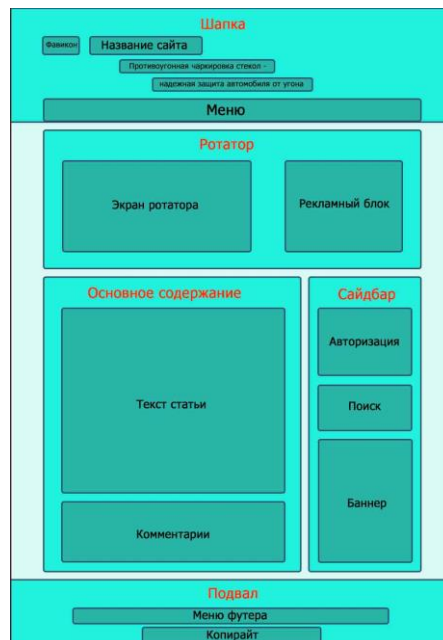 Шапка
Фавикон
Название сайта
Противоугонная чаркировка стекол -
надежная защита автомобиля от угона
Меню
Ротатор
Экран ротатора
Рекламный блок
Основное содержание
Сайдбар
Авторизация
Текст статьи
Поиск
Баннер
Комментарии
Подвал
Меню футера
Копирайт